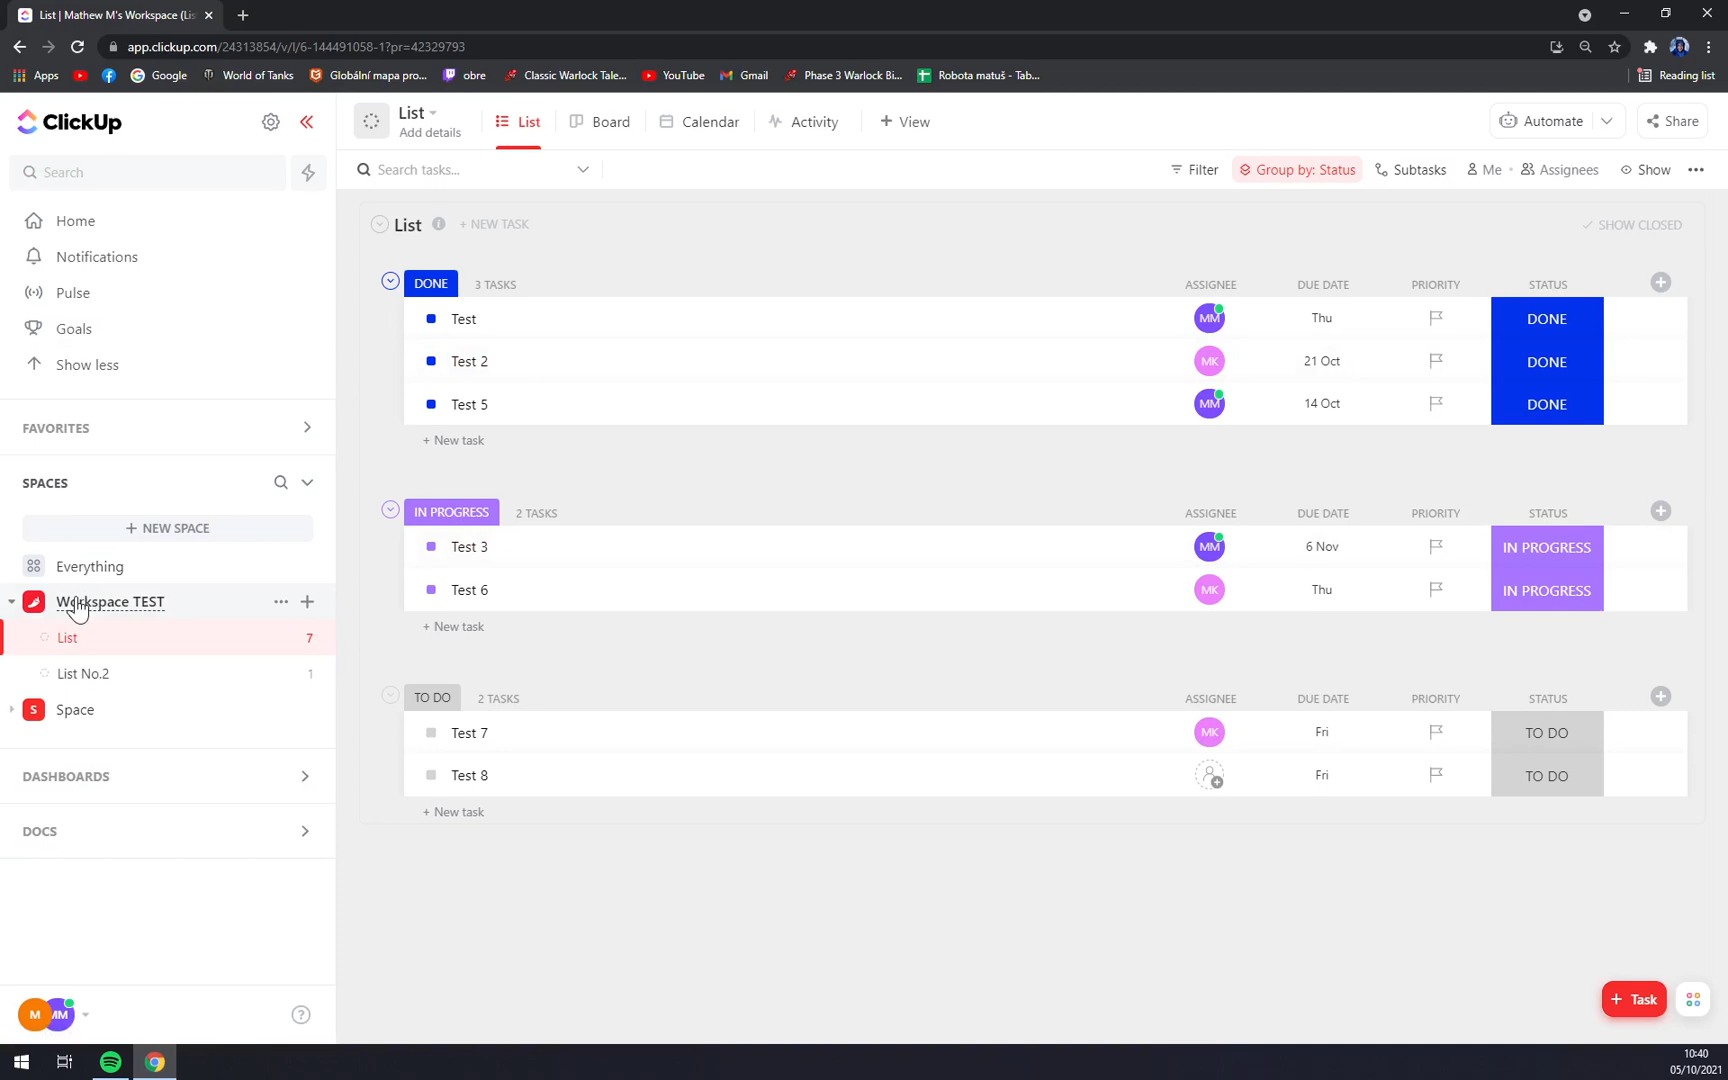 List | Mathew M's Workspace (Lis
app.clickup.com/24313854/v/l/6-144491058-1?pr=42329793
Apps
Google
World of Tanks
Globální mapa pro...
obre
Classic Warlock Tale...
YouTube
Gmail
Phase 3 Warlock Bi...
Robota matuš - Tab...
Reading list
ClickUp
List
Add details
List
Board
Calendar
Activity
+ View
Automate
Share
Search
Search tasks...
Filter
Group by: Status
Subtasks
Me
Assignees
Show
Home
Notifications
Pulse
Goals
Show less
FAVORITES
SPACES
+ NEW SPACE
Everything
Workspace TEST
List 7
List No.2 1
S Space
DASHBOARDS
DOCS
M MM
List + NEW TASK SHOW CLOSED
DONE 3 TASKS ASSIGNEE DUE DATE PRIORITY STATUS
Test MM Thu DONE
Test 2 MK 21 Oct DONE
Test 5 MM 14 Oct DONE
+ New task
IN PROGRESS 2 TASKS ASSIGNEE DUE DATE PRIORITY STATUS
Test 3 MM 6 Nov IN PROGRESS
Test 6 MK Thu IN PROGRESS
+ New task
TO DO 2 TASKS ASSIGNEE DUE DATE PRIORITY STATUS
Test 7 MK Fri TO DO
Test 8 Fri TO DO
+ New task
+ Task
10:40
05/10/2021